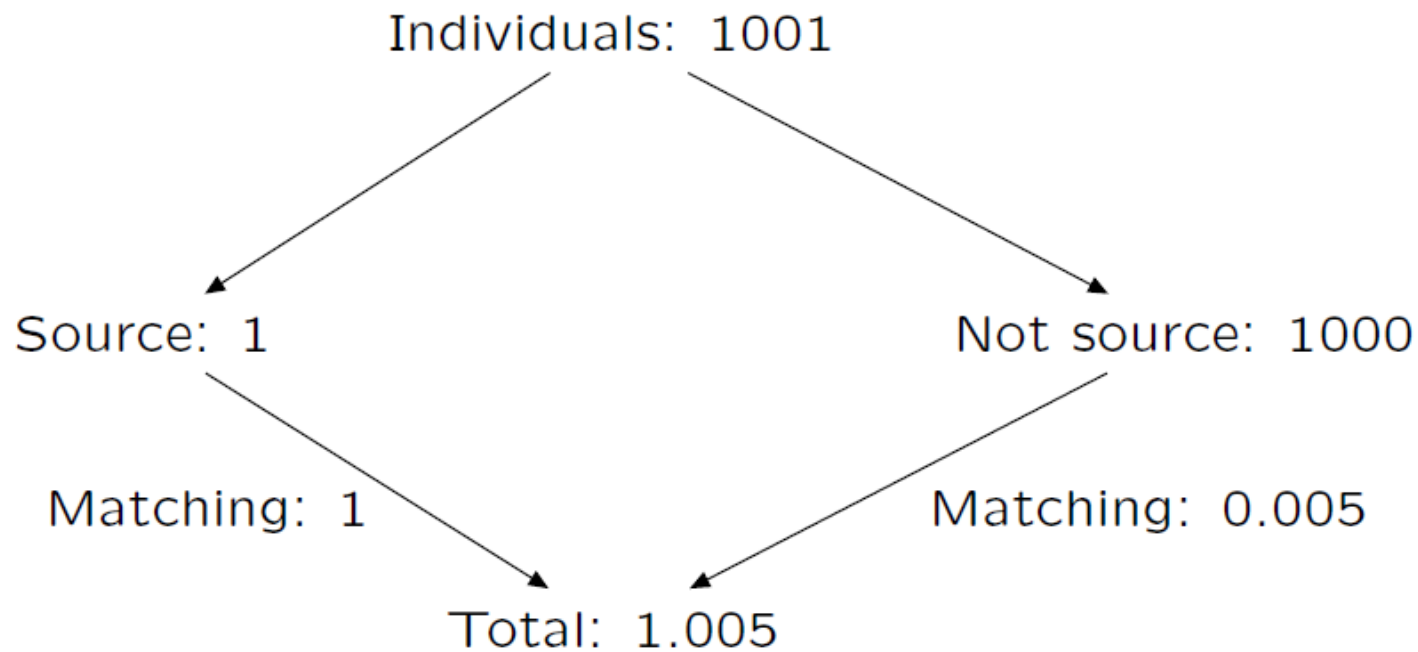 Individuals: 1001
Source: 1
Not source: 1000
Matching: 1
Matching: 0.005
Total: 1.005